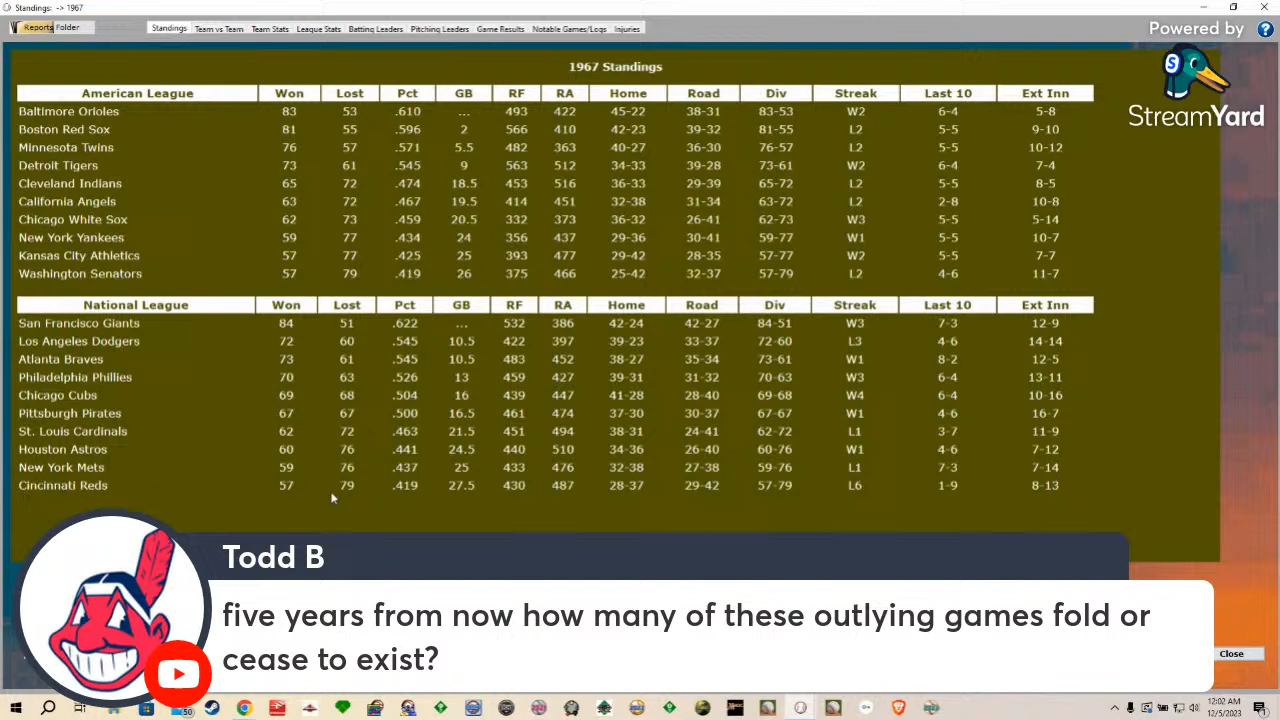 Standings: -> 1967
Reports Folder Standings Team vs Team Team Stats League Stats Batting Leaders Pitching Leaders Game Results Notable Games/Logs Injuries
Powered by
StreamYard
1967 Standings
American League Won Lost Pct GB RF RA Home Road Div Streak Last 10 Ext Inn
Baltimore Orioles 83 53 .610 ... 493 422 45-22 38-31 83-53 W2 6-4 5-8
Boston Red Sox 81 55 .596 2 566 410 42-23 39-32 81-55 L2 5-5 9-10
Minnesota Twins 76 57 .571 5.5 482 363 40-27 36-30 76-57 L2 5-5 10-12
Detroit Tigers 73 61 .545 9 563 512 34-33 39-28 73-61 W2 6-4 7-4
Cleveland Indians 65 72 .474 18.5 453 516 36-33 29-39 65-72 L2 5-5 8-5
California Angels 63 72 .467 19.5 414 451 32-38 31-34 63-72 L2 2-8 10-8
Chicago White Sox 62 73 .459 20.5 332 373 36-32 26-41 62-73 W3 5-5 5-14
New York Yankees 59 77 .434 24 356 437 29-36 30-41 59-77 W1 5-5 10-7
Kansas City Athletics 57 77 .425 25 393 477 29-42 28-35 57-77 W2 5-5 7-7
Washington Senators 57 79 .419 26 375 466 25-42 32-37 57-79 L2 4-6 11-7
National League Won Lost Pct GB RF RA Home Road Div Streak Last 10 Ext Inn
San Francisco Giants 84 51 .622 ... 532 386 42-24 42-27 84-51 W3 7-3 12-9
Los Angeles Dodgers 72 60 .545 10.5 422 397 39-23 33-37 72-60 L3 4-6 14-14
Atlanta Braves 73 61 .545 10.5 483 452 38-27 35-34 73-61 W1 8-2 12-5
Philadelphia Phillies 70 63 .526 13 459 427 39-31 31-32 70-63 W3 6-4 13-11
Chicago Cubs 69 68 .504 16 439 447 41-28 28-40 69-68 W4 6-4 10-16
Pittsburgh Pirates 67 67 .500 16.5 461 474 37-30 30-37 67-67 W1 4-6 16-7
St. Louis Cardinals 62 72 .463 21.5 451 494 38-31 24-41 62-72 L1 3-7 11-9
Houston Astros 60 76 .441 24.5 440 510 34-36 26-40 60-76 W1 4-6 7-12
New York Mets 59 76 .437 25 433 476 32-38 27-38 59-76 L1 7-3 7-14
Cincinnati Reds 57 79 .419 27.5 430 487 28-37 29-42 57-79 L6 1-9 8-13
Todd B
five years from now how many of these outlying games fold or
cease to exist?
Close
12:02 AM
12/5/2023